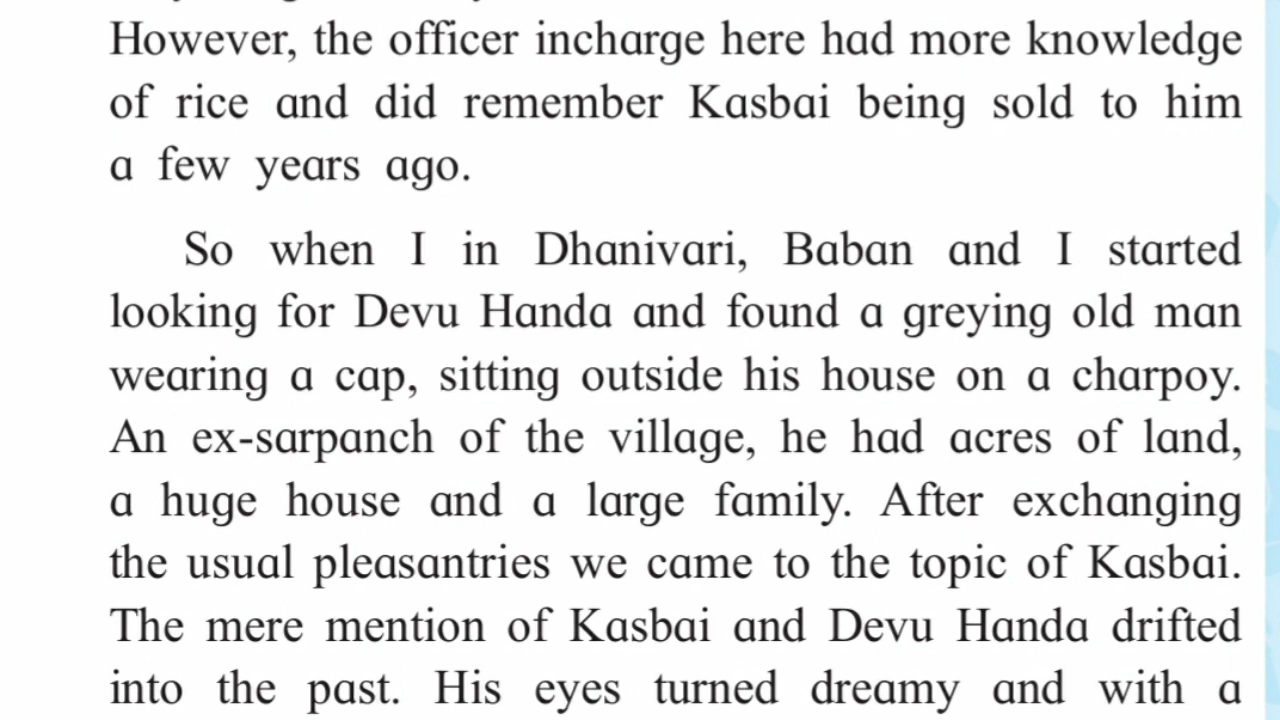 However, the officer incharge here had more knowledge
of rice and did remember Kasbai being sold to him
a few years ago.
So when I in Dhanivari, Baban and I started
looking for Devu Handa and found a greying old man
wearing a cap, sitting outside his house on a charpoy.
An ex-sarpanch of the village, he had acres of land,
a huge house and a large family. After exchanging
the usual pleasantries we came to the topic of Kasbai.
The mere mention of Kasbai and Devu Handa drifted
into the past. His eyes turned dreamy and with a